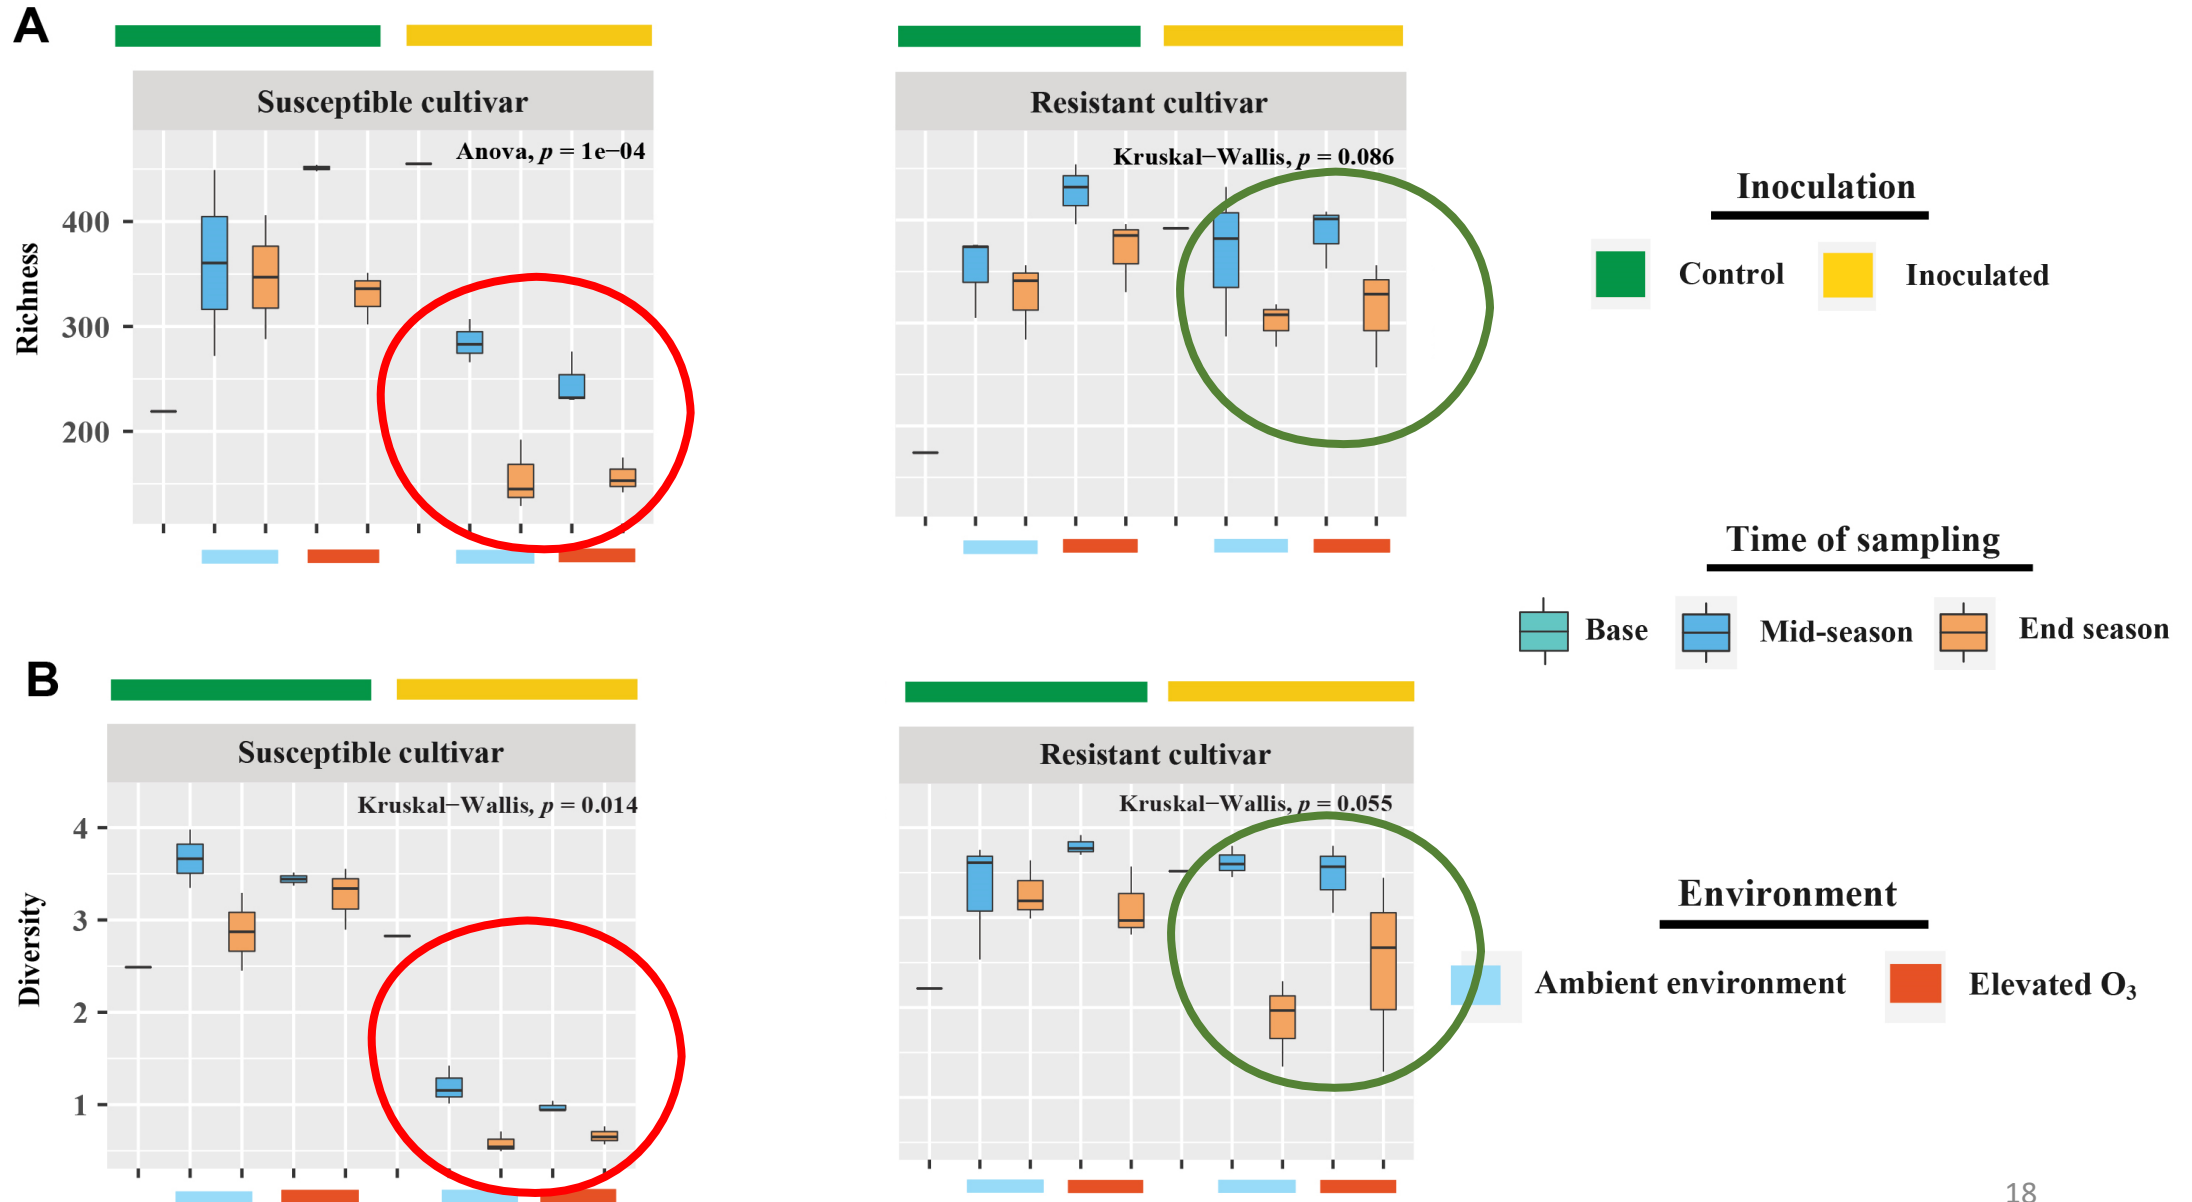 A
Susceptible cultivar
Anova, p = 1e−04
Richness
400
300
200
Resistant cultivar
Kruskal−Wallis, p = 0.086
Inoculation
Control
Inoculated
Time of sampling
Base
Mid-season
End season
B
Susceptible cultivar
Kruskal−Wallis, p = 0.014
Diversity
4
3
2
1
Resistant cultivar
Kruskal−Wallis, p = 0.055
Environment
Ambient environment
Elevated O₃
18